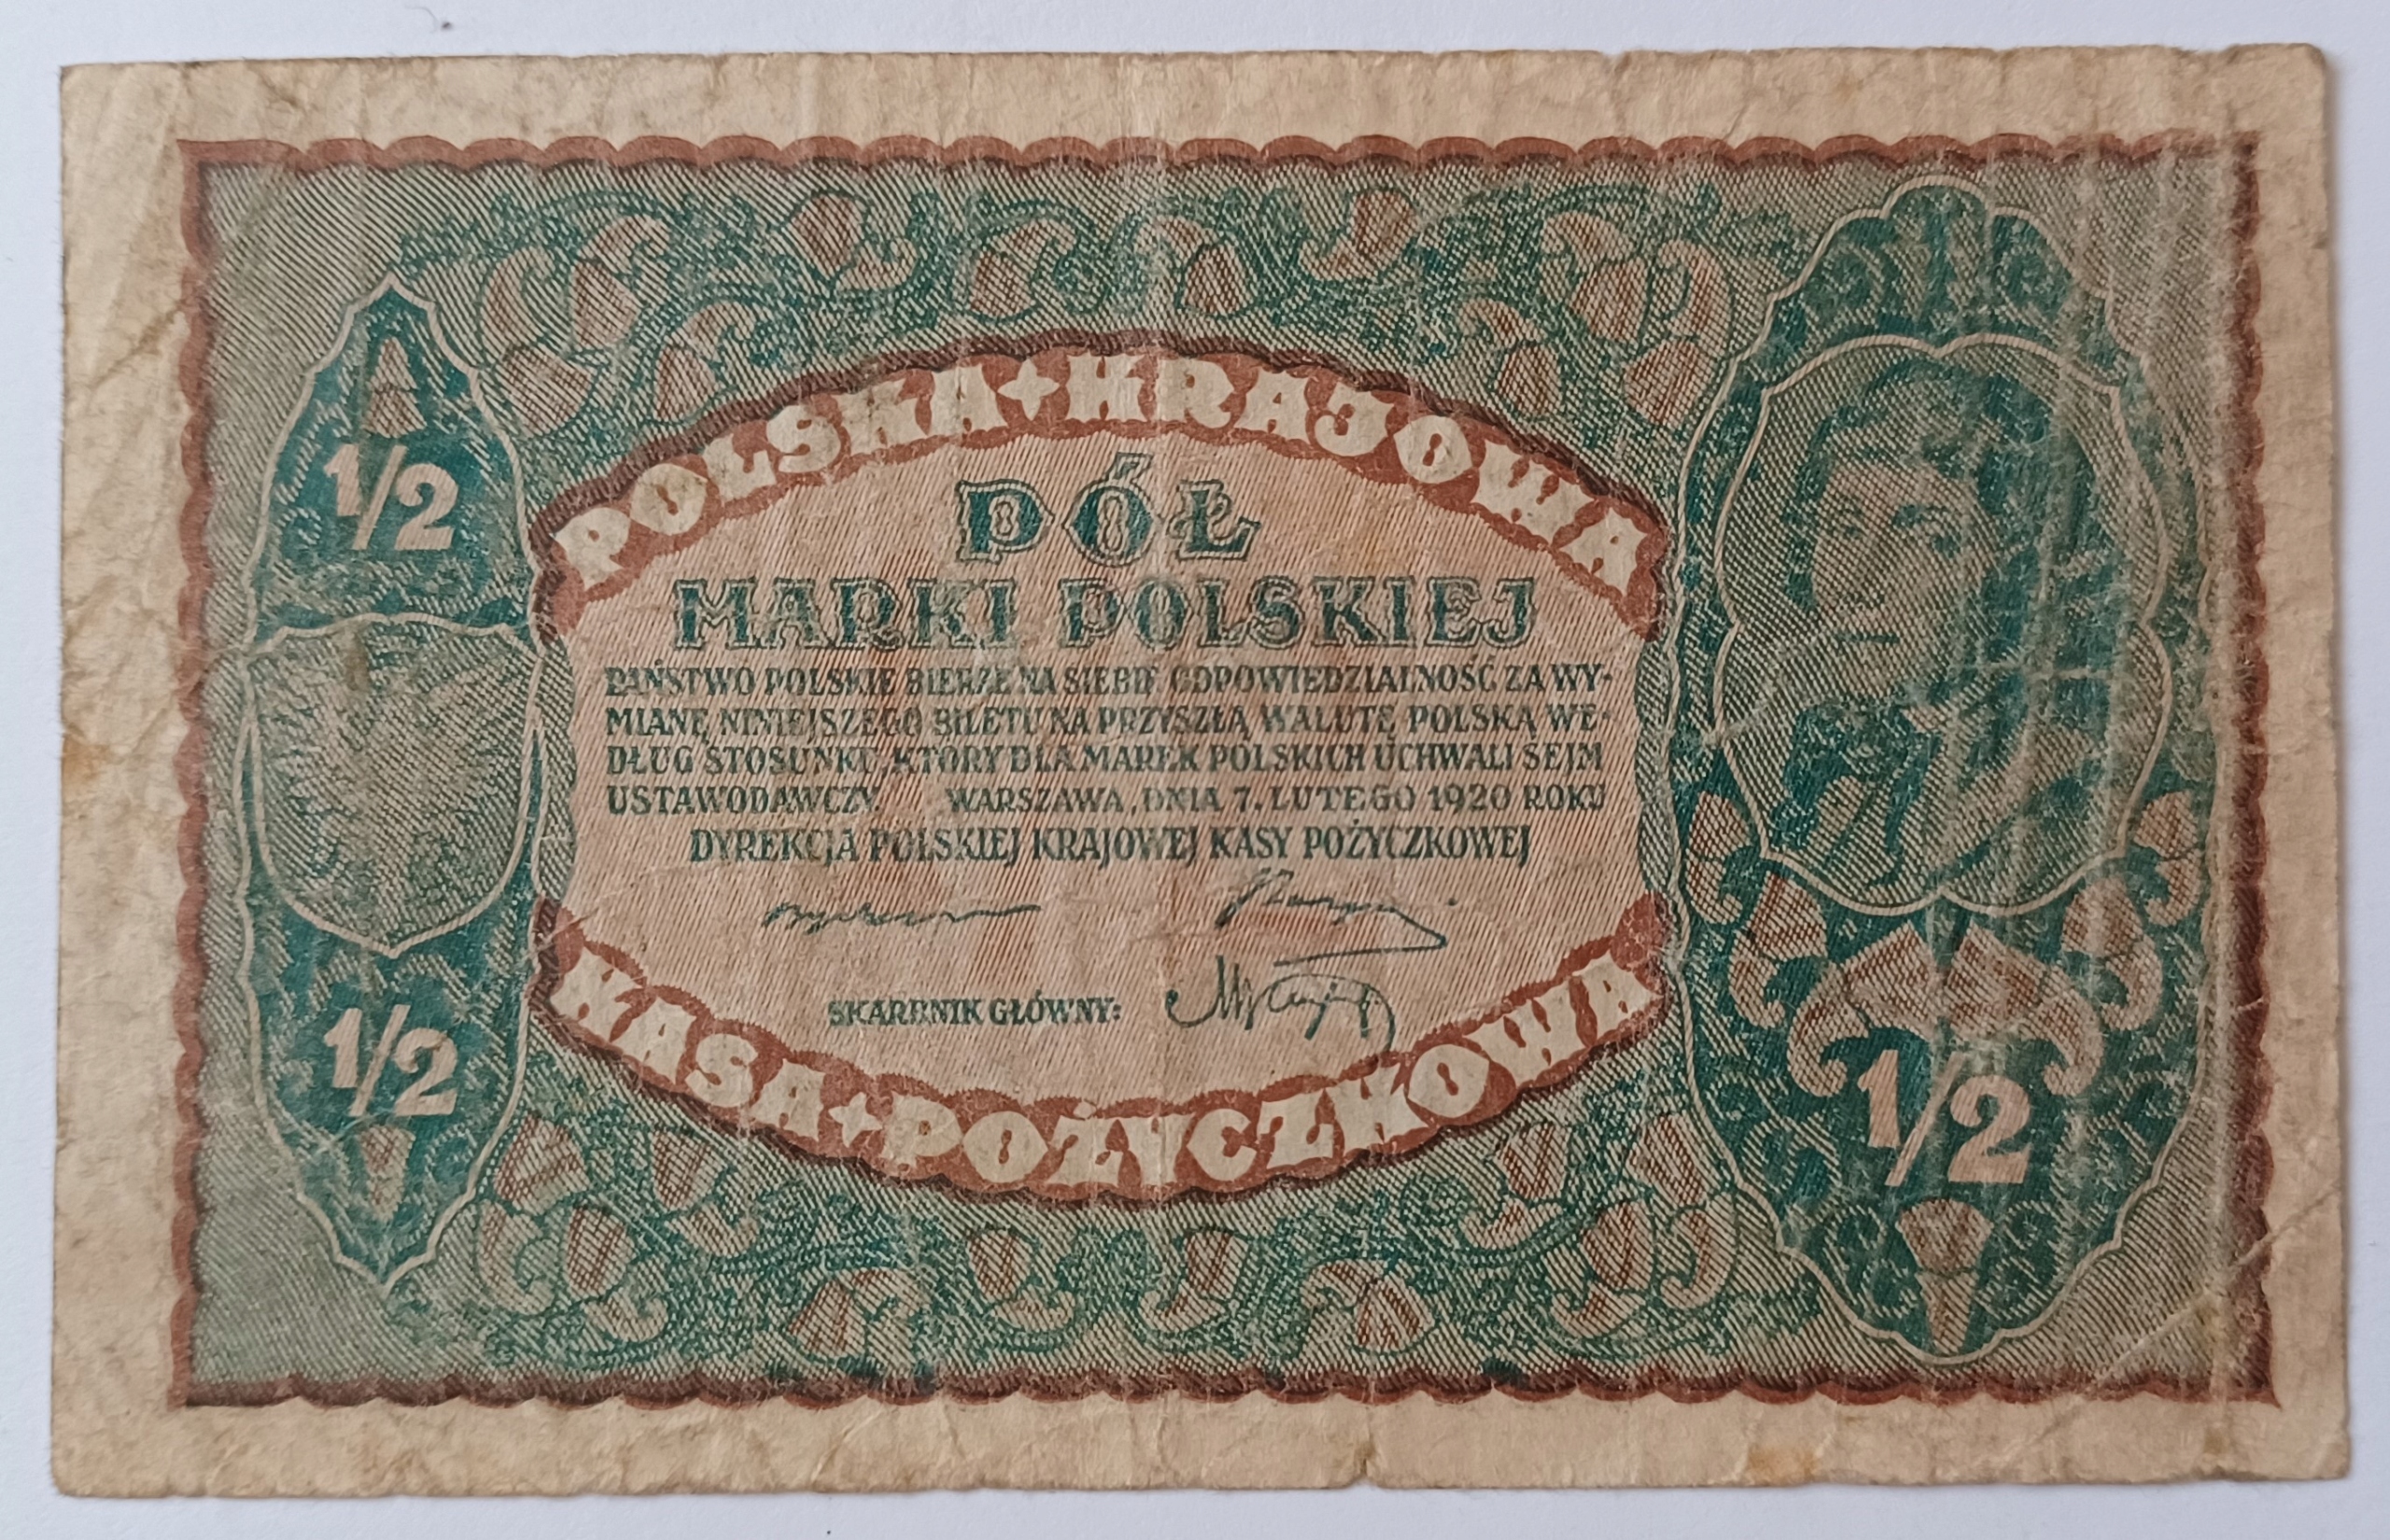 POLSKA + KRAJOWA
1/2
PÓŁ
MARKI POLSKIEJ
PAŃSTWO POLSKIE BIERZE NA SIEBIE ODPOWIEDZIALNOŚĆ ZA WY-
MIANĘ NINIEJSZEGO BILETU NA PRZYSZŁĄ WALUTĘ POLSKĄ WE-
DŁUG STOSUNKU, KTÓRY DLA MAREK POLSKICH UCHWALI SEJM
USTAWODAWCZY. WARSZAWA, DNIA 7. LUTEGO 1920 ROKU
DYREKCJA POLSKIEJ KRAJOWEJ KASY POŻYCZKOWEJ
SKARBNIK GŁÓWNY:
1/2
1/2
KASA + POŻYCZKOWA